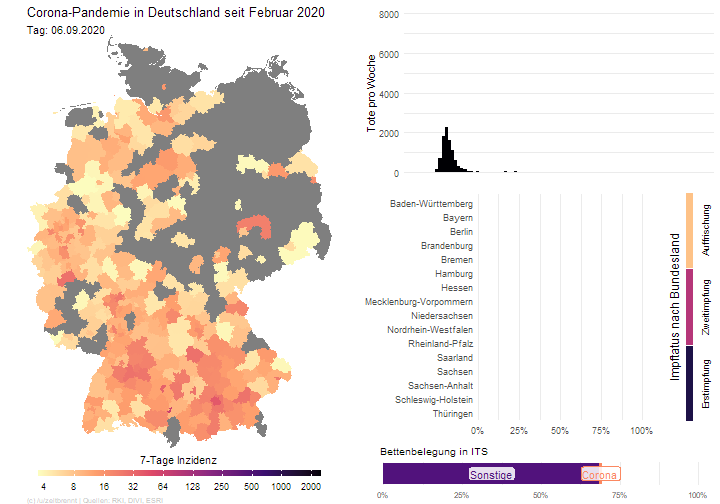 Corona-Pandemie in Deutschland seit Februar 2020
Tag: 06.09.2020
7-Tage Inzidenz
4 8 16 32 64 128 256 512 1000 2000
(c) /u/zeitbrennt | Quellen: RKI, DIVI, ESRI
Tote pro Woche
8000
6000
4000
2000
0
Baden-Württemberg
Bayern
Berlin
Brandenburg
Bremen
Hamburg
Hessen
Mecklenburg-Vorpommern
Niedersachsen
Nordrhein-Westfalen
Rheinland-Pfalz
Saarland
Sachsen
Sachsen-Anhalt
Schleswig-Holstein
Thüringen
0% 25% 50% 75% 100%
Impfstatus nach Bundesland
Auffrischung
Zweitimpfung
Erstimpfung
Bettenbelegung in ITS
Sonstige
Corona
0% 25% 50% 75% 100%